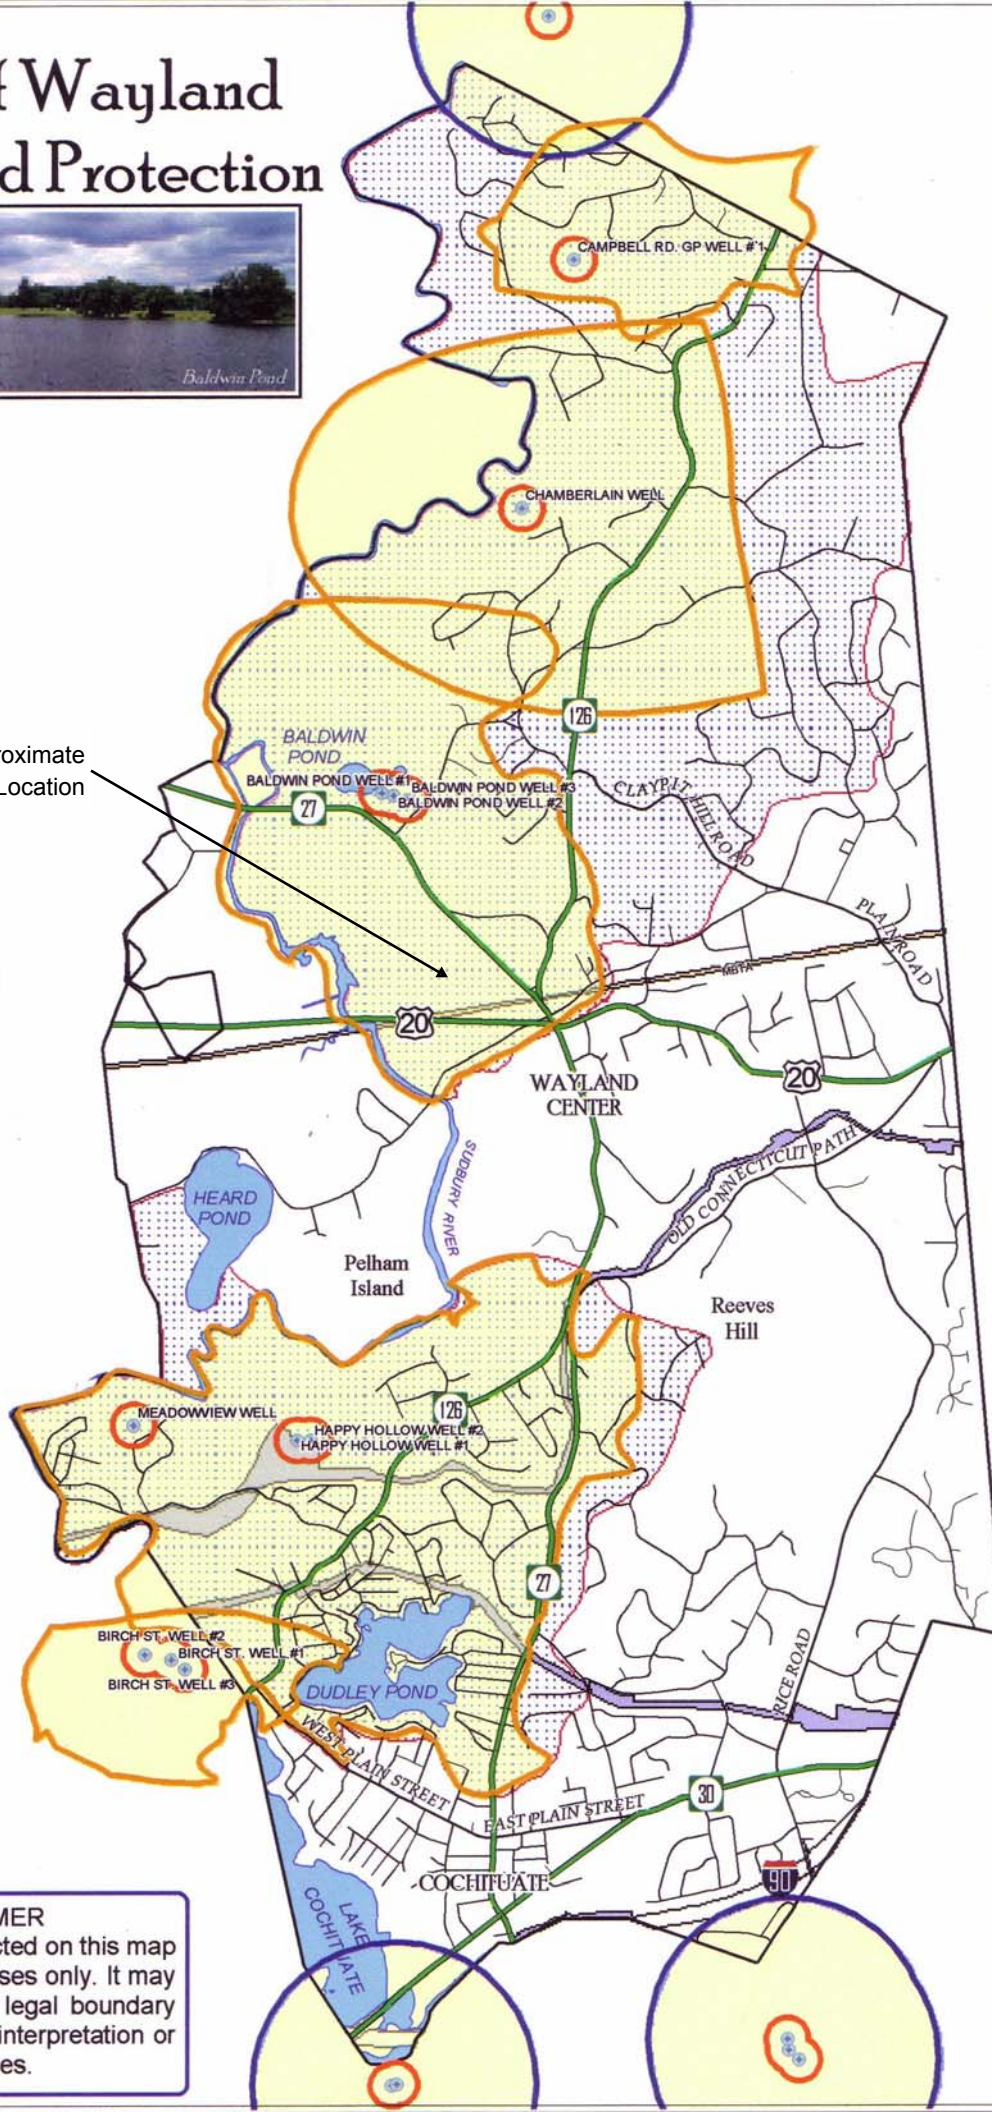 f Wayland
d Protection
Baldwin Pond
CAMPBELL RD. GP WELL #1
CHAMBERLAIN WELL
126
BALDWIN
POND
roximate
Location
BALDWIN POND WELL #1
BALDWIN POND WELL #3
BALDWIN POND WELL #2
27
CLAYPIT HILL ROAD
PLAIN ROAD
MBTA
20
20
WAYLAND
CENTER
OLD CONNECTICUT PATH
SUDBURY RIVER
HEARD
POND
Pelham
Island
Reeves
Hill
MEADOWVIEW WELL
126
HAPPY HOLLOW WELL #2
HAPPY HOLLOW WELL #1
27
BIRCH ST. WELL #2
BIRCH ST. WELL #1
BIRCH ST. WELL #3
DUDLEY POND
RICE ROAD
WEST PLAIN STREET
EAST PLAIN STREET
30
COCHITUATE
90
LAKE
COCHITUATE
MER
cted on this map
ses only. It may
legal boundary
interpretation or
es.